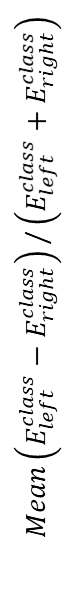 Mean (E_{left}^{class} − E_{right}^{class}) / (E_{left}^{class} + E_{right}^{class})